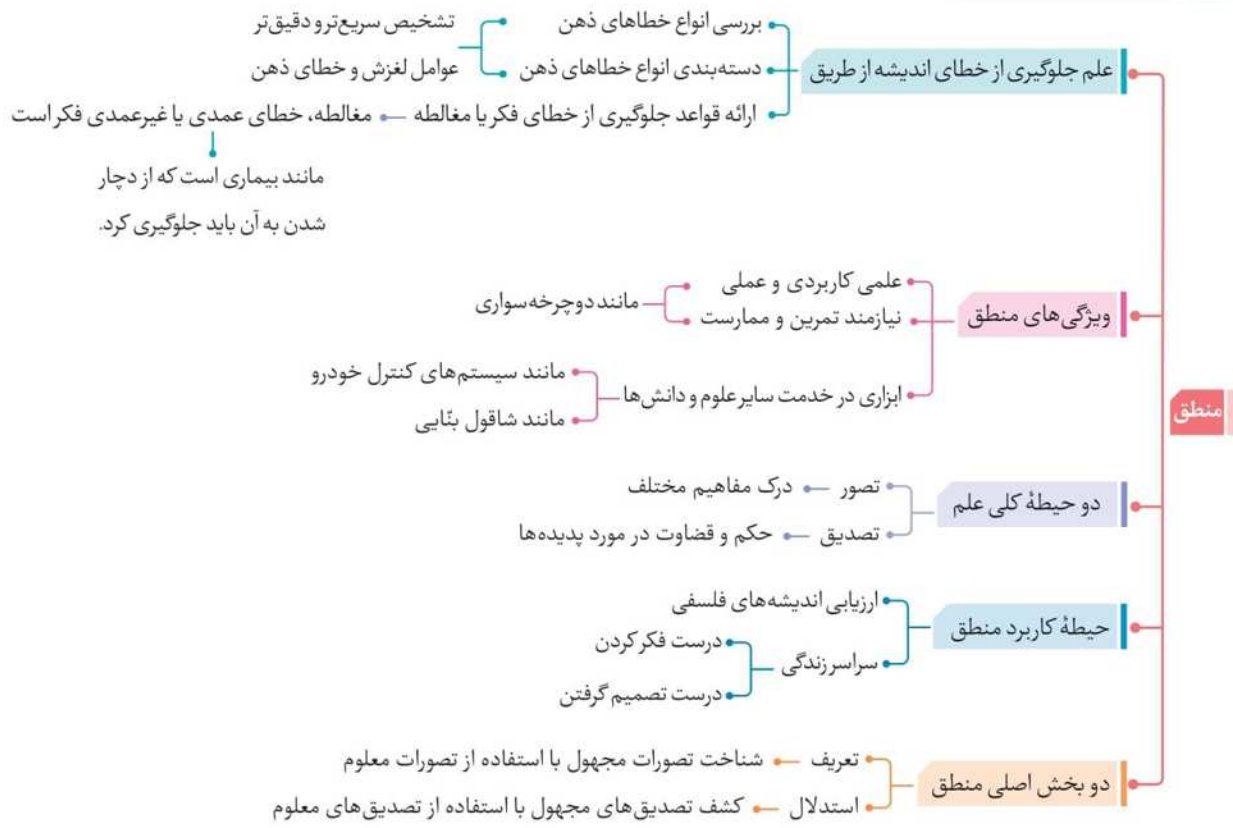 منطق
علم جلوگیری از خطای اندیشه از طریق
بررسی انواع خطاهای ذهن
دسته‌بندی انواع خطاهای ذهن
تشخیص سریع‌تر و دقیق‌تر
عوامل لغزش و خطای ذهن
ارائه قواعد جلوگیری از خطای فکر یا مغالطه
مغالطه، خطای عمدی یا غیرعمدی فکر است
مانند بیماری است که از دچار
شدن به آن باید جلوگیری کرد.
ویژگی‌های منطق
علمی کاربردی و عملی
نیازمند تمرین و ممارست
مانند دوچرخه‌سواری
ابزاری در خدمت سایر علوم و دانش‌ها
مانند سیستم‌های کنترل خودرو
مانند شاقول بنّایی
دو حیطۀ کلی علم
تصور
درک مفاهیم مختلف
تصدیق
حکم و قضاوت در مورد پدیده‌ها
حیطۀ کاربرد منطق
ارزیابی اندیشه‌های فلسفی
سراسر زندگی
درست فکر کردن
درست تصمیم گرفتن
دو بخش اصلی منطق
تعریف
شناخت تصورات مجهول با استفاده از تصورات معلوم
استدلال
کشف تصدیق‌های مجهول با استفاده از تصدیق‌های معلوم